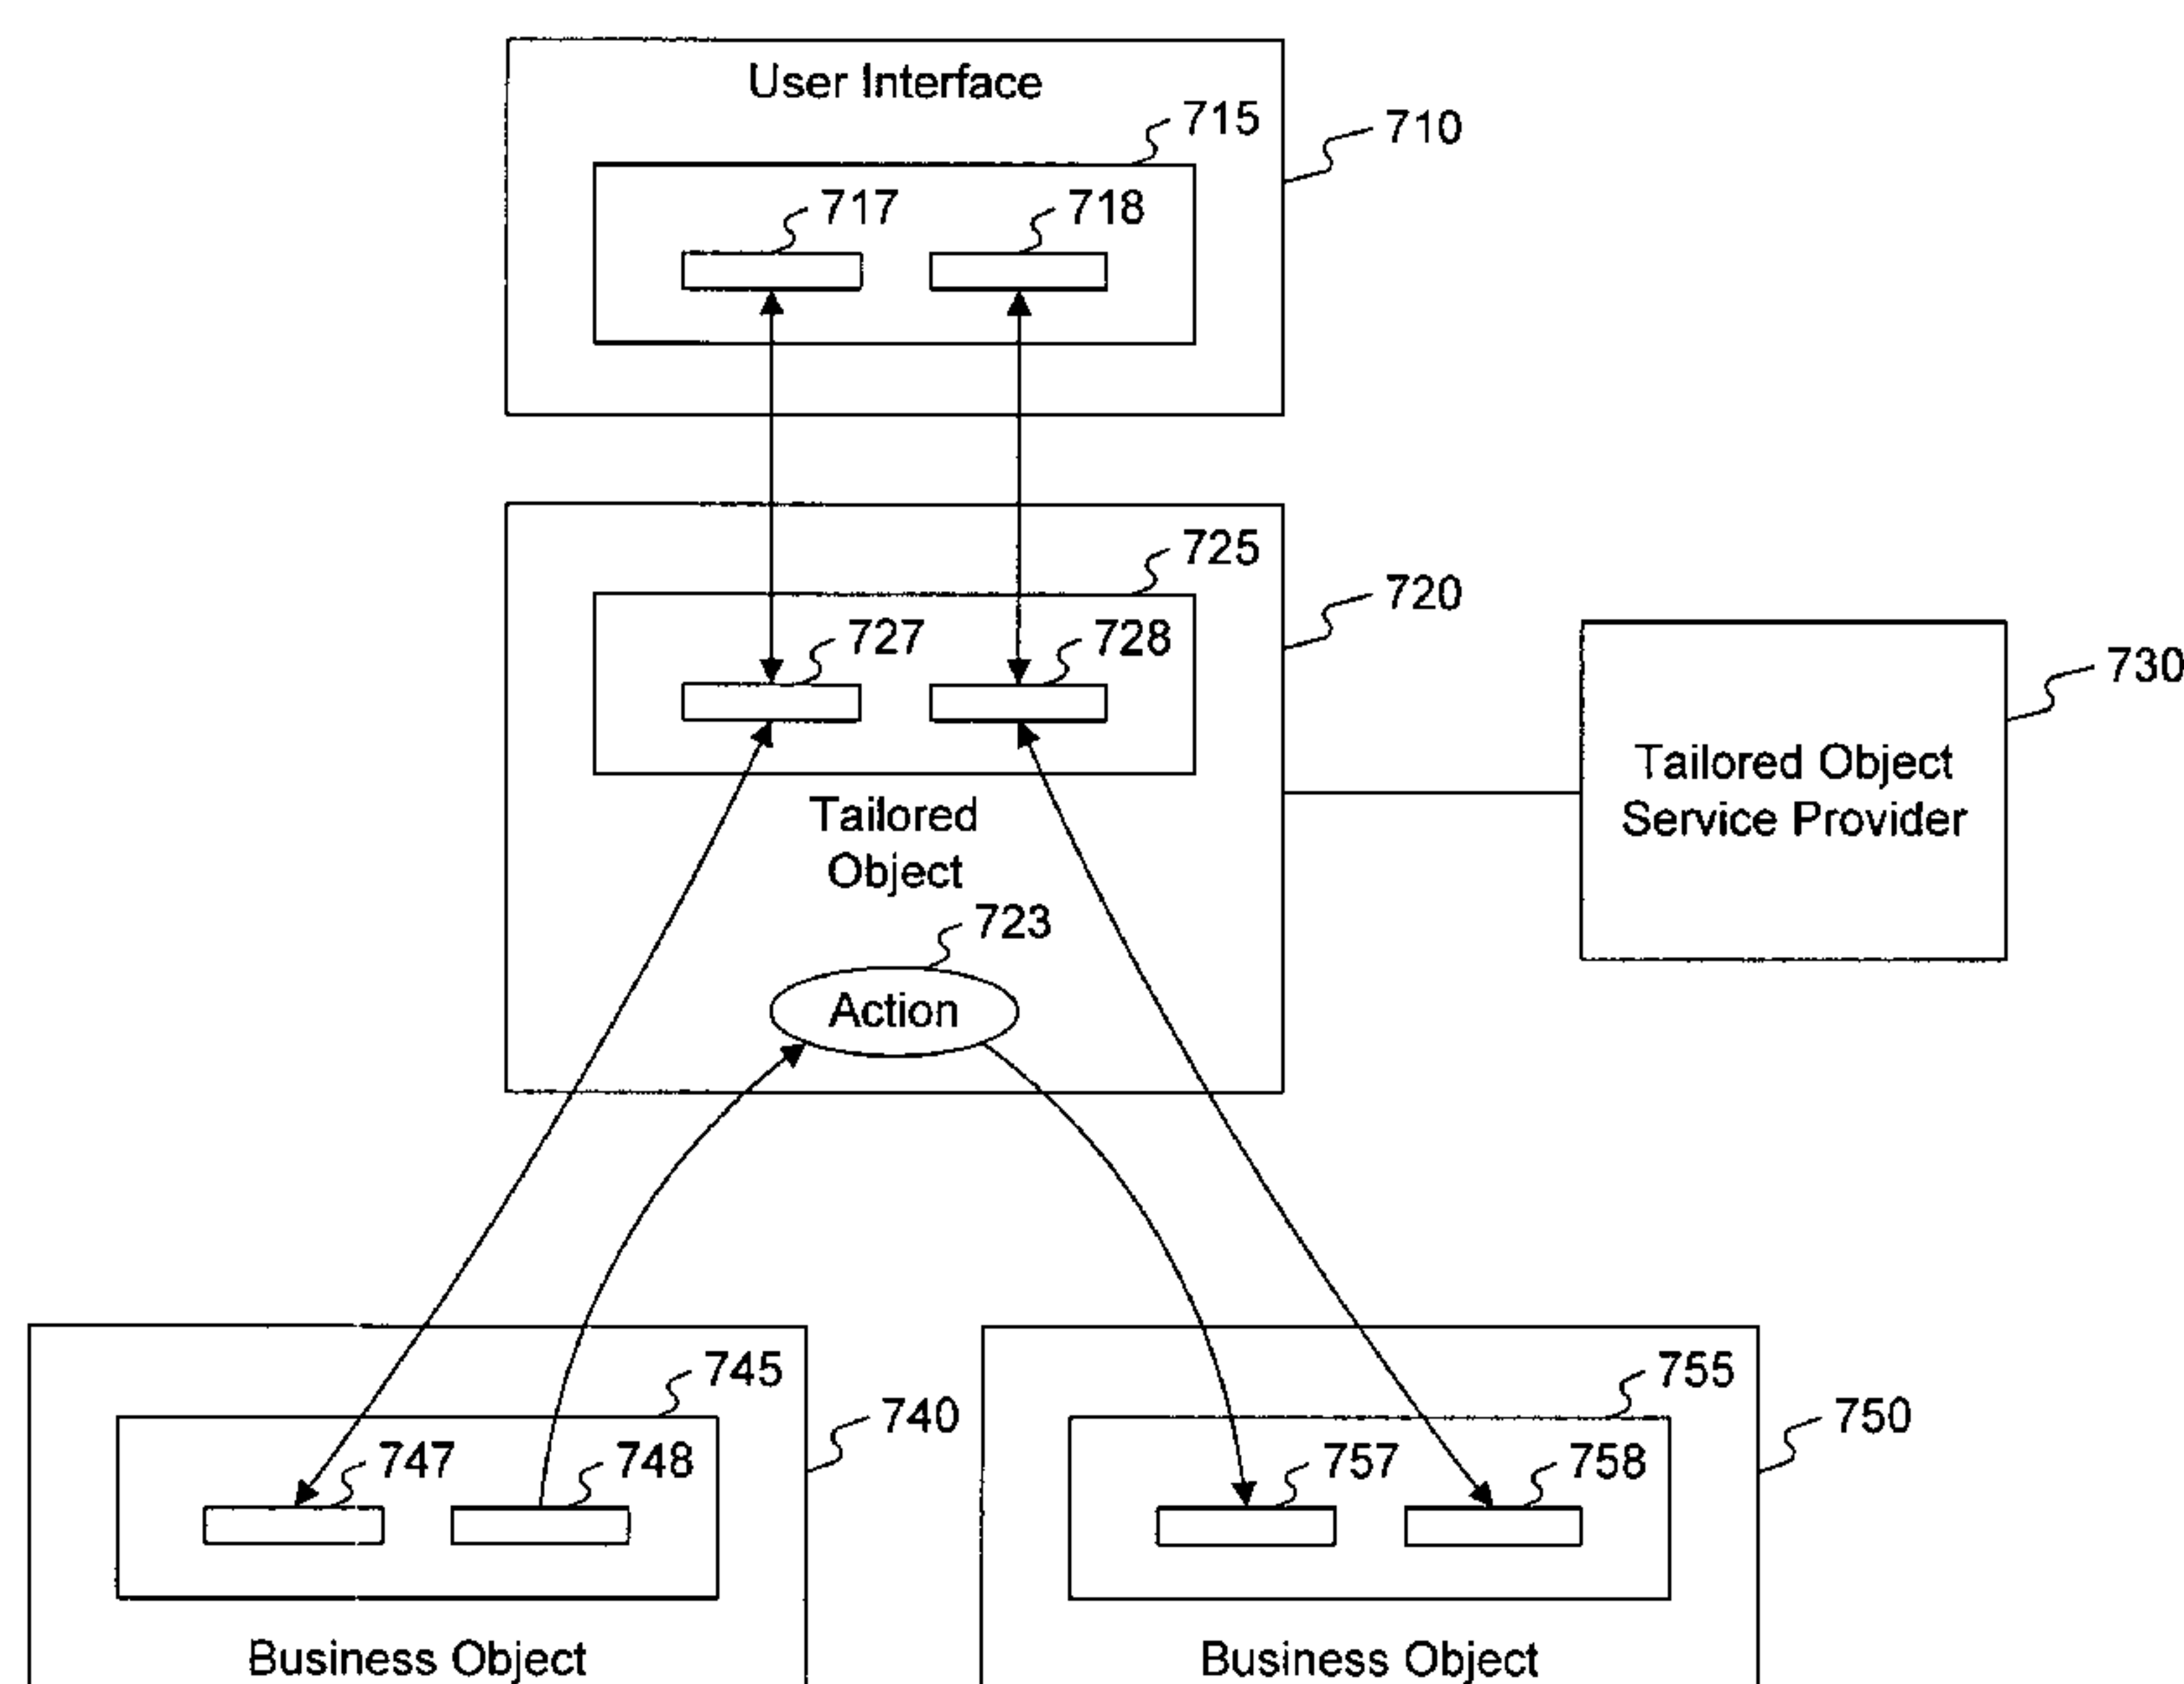 User Interface
715
710
717
718
725
720
727
728
730
Tailored Object
Service Provider
Tailored
Object
723
Action
745
740
755
750
747
748
757
758
Business Object
Business Object